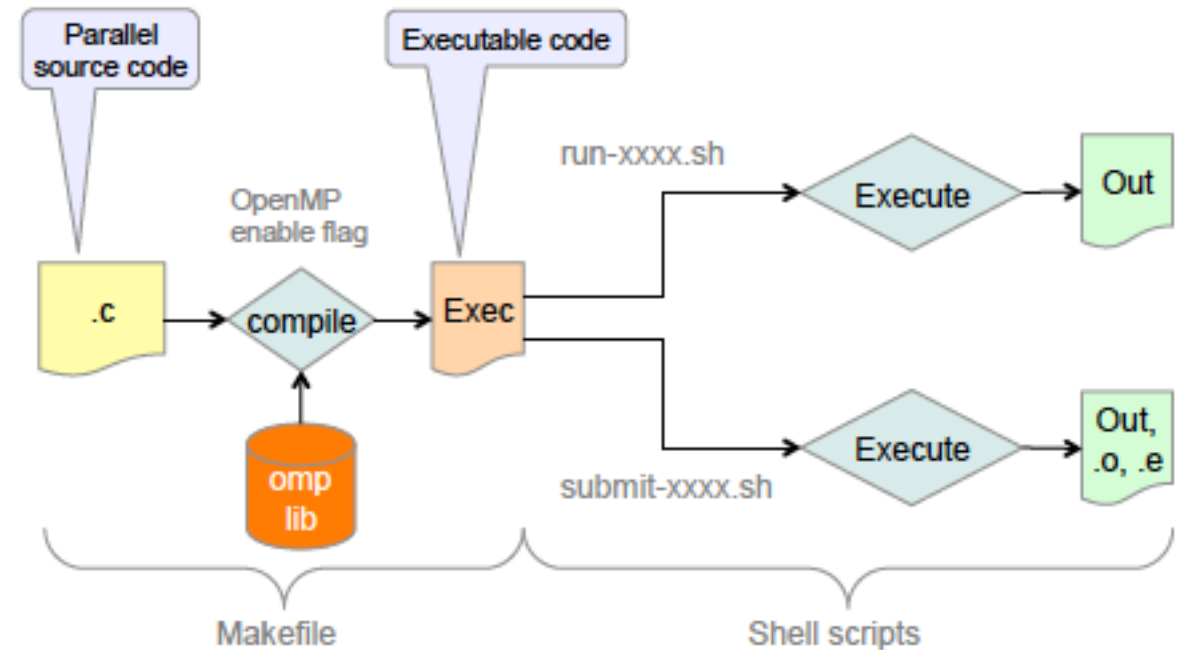 Parallel
source code
Executable code
run-xxxx.sh
Execute
Out
OpenMP
enable flag
.c
compile
Exec
omp
lib
submit-xxxx.sh
Execute
Out,
.o, .e
Makefile
Shell scripts